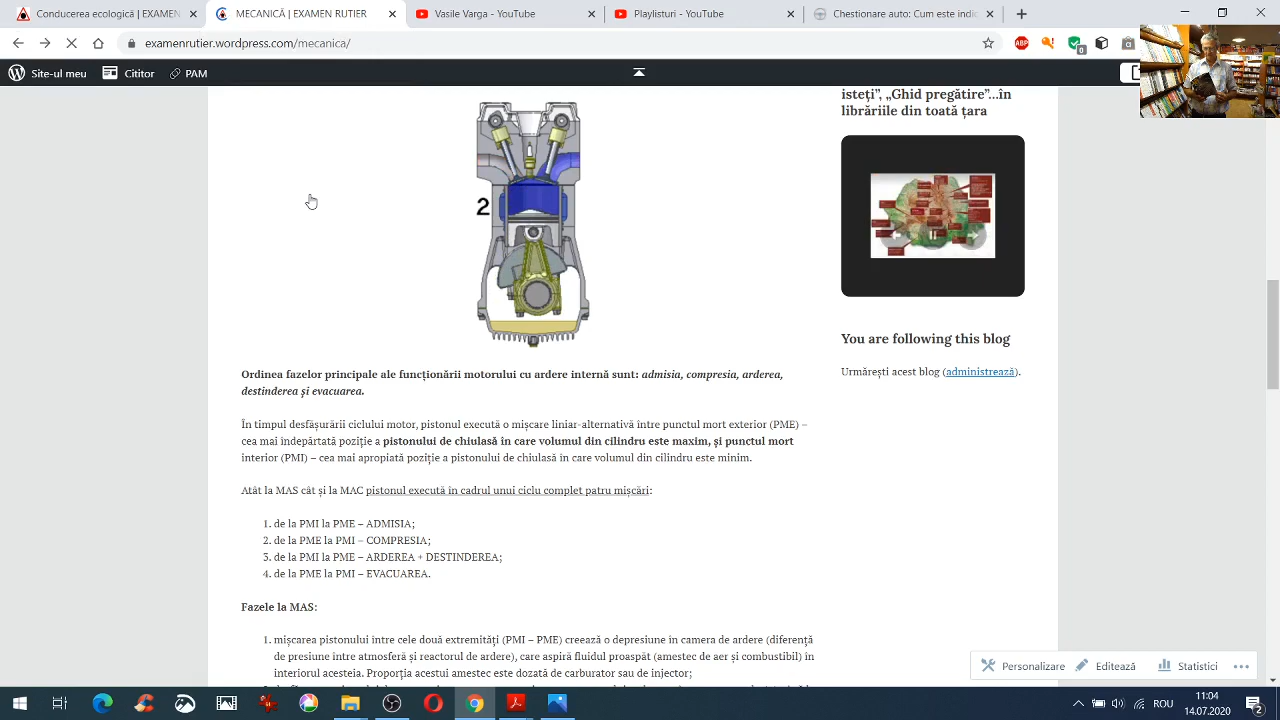 Conducerea ecologică | EXAMEN
MECANICĂ | EXAMEN RUTIER
Vasile Varga - YouTube
Playlisturi - YouTube
Chestionare auto: Cum este indic
examenrutier.wordpress.com/mecanica/
Site-ul meu
Cititor
PAM
isteți”, „Ghid pregătire”...în
librăriile din toată țara
2
You are following this blog
Urmărești acest blog (administrează).
Ordinea fazelor principale ale funcționării motorului cu ardere internă sunt: admisia, compresia, arderea,
destinderea și evacuarea.
În timpul desfășurării ciclului motor, pistonul execută o mișcare liniar-alternativă între punctul mort exterior (PME) –
cea mai îndepărtată poziție a pistonului de chiulasă în care volumul din cilindru este maxim, și punctul mort
interior (PMI) – cea mai apropiată poziție a pistonului de chiulasă în care volumul din cilindru este minim.
Atât la MAS cât și la MAC pistonul execută în cadrul unui ciclu complet patru mișcări:
1. de la PMI la PME – ADMISIA;
2. de la PME la PMI – COMPRESIA;
3. de la PMI la PME – ARDEREA + DESTINDEREA;
4. de la PME la PMI – EVACUAREA.
Fazele la MAS:
1. mișcarea pistonului între cele două extremități (PMI – PME) creează o depresiune în camera de ardere (diferență
de presiune între atmosferă și reactorul de ardere), care aspiră fluidul proaspăt (amestec de aer și combustibil) în
interiorul acesteia. Proporția acestui amestec este dozată de carburator sau de injector;
Personalizare
Editează
Statistici
ABP
0
ROU
11:04
14.07.2020
2